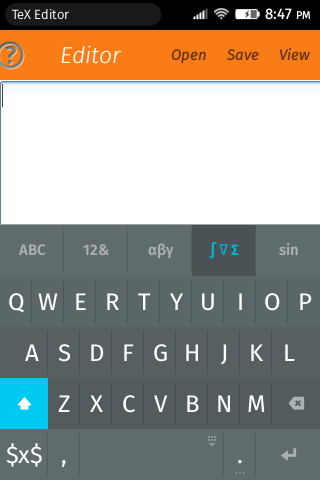 TeX Editor 8:47 PM
? Editor Open Save View
ABC 12& αβγ ∫∇Σ sin
Q W E R T Y U I O P
A S D F G H J K L
Z X C V B N M
$x$ , .